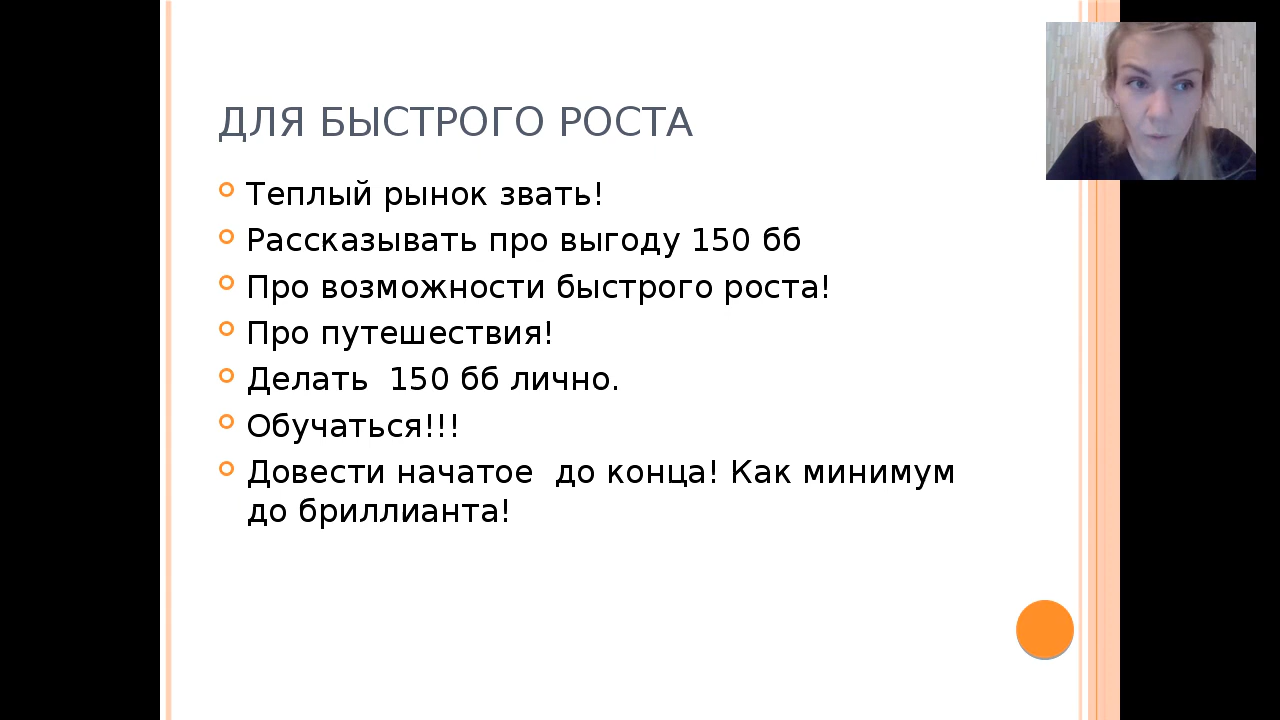 ДЛЯ БЫСТРОГО РОСТА
Теплый рынок звать!
Рассказывать про выгоду 150 бб
Про возможности быстрого роста!
Про путешествия!
Делать  150 бб лично.
Обучаться!!!
Довести начатое  до конца! Как минимум
до бриллианта!